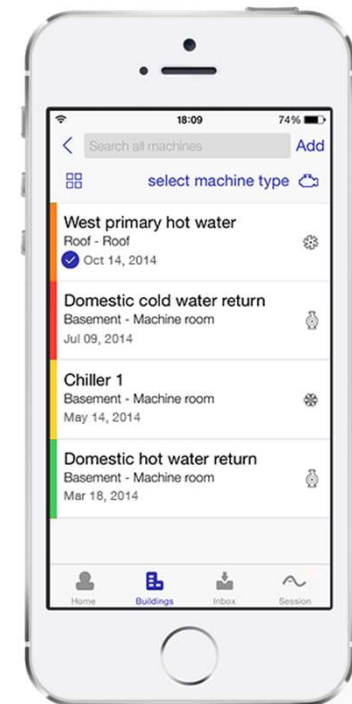 18:09
74%
Search all machines
Add
select machine type
West primary hot water
Roof - Roof
Oct 14, 2014
Domestic cold water return
Basement - Machine room
Jul 09, 2014
Chiller 1
Basement - Machine room
May 14, 2014
Domestic hot water return
Basement - Machine room
Mar 18, 2014
Home
Buildings
Inbox
Session